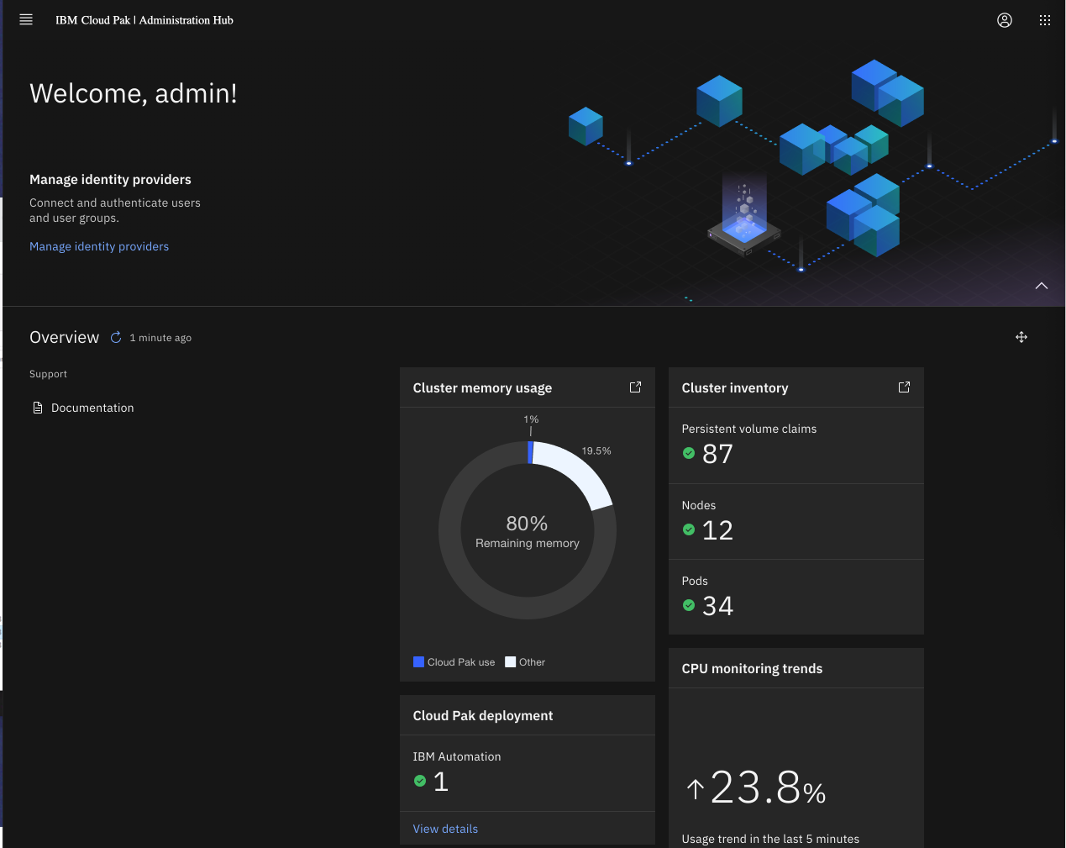 IBM Cloud Pak | Administration Hub
Welcome, admin!
Manage identity providers
Connect and authenticate users
and user groups.
Manage identity providers
Overview
1 minute ago
Support
Documentation
Cluster memory usage
1%
19.5%
80%
Remaining memory
Cloud Pak use
Other
Cloud Pak deployment
IBM Automation
1
View details
Cluster inventory
Persistent volume claims
87
Nodes
12
Pods
34
CPU monitoring trends
↑23.8%
Usage trend in the last 5 minutes